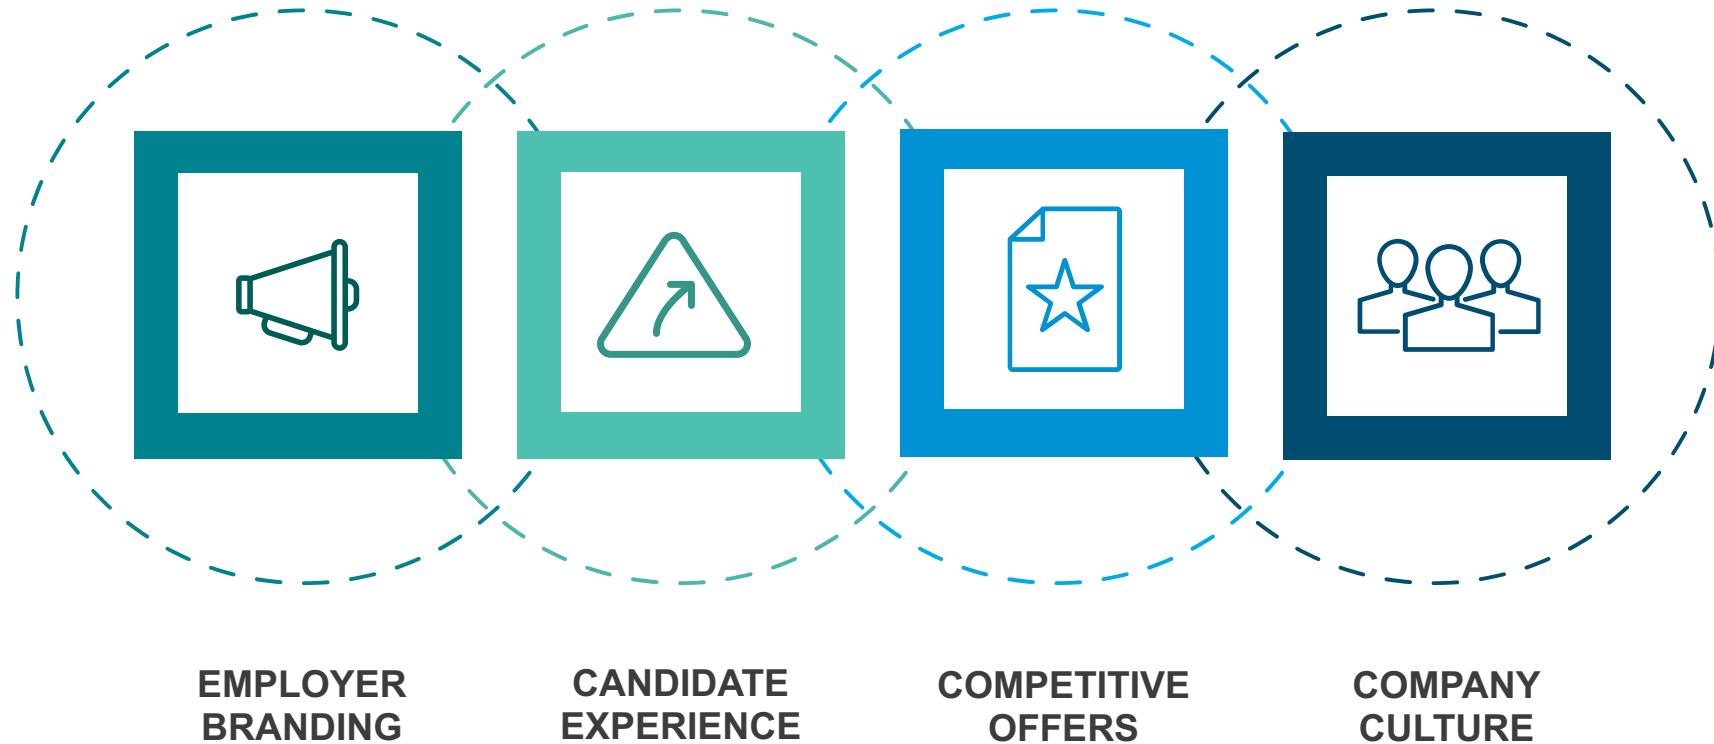 EMPLOYER
BRANDING
CANDIDATE
EXPERIENCE
COMPETITIVE
OFFERS
COMPANY
CULTURE